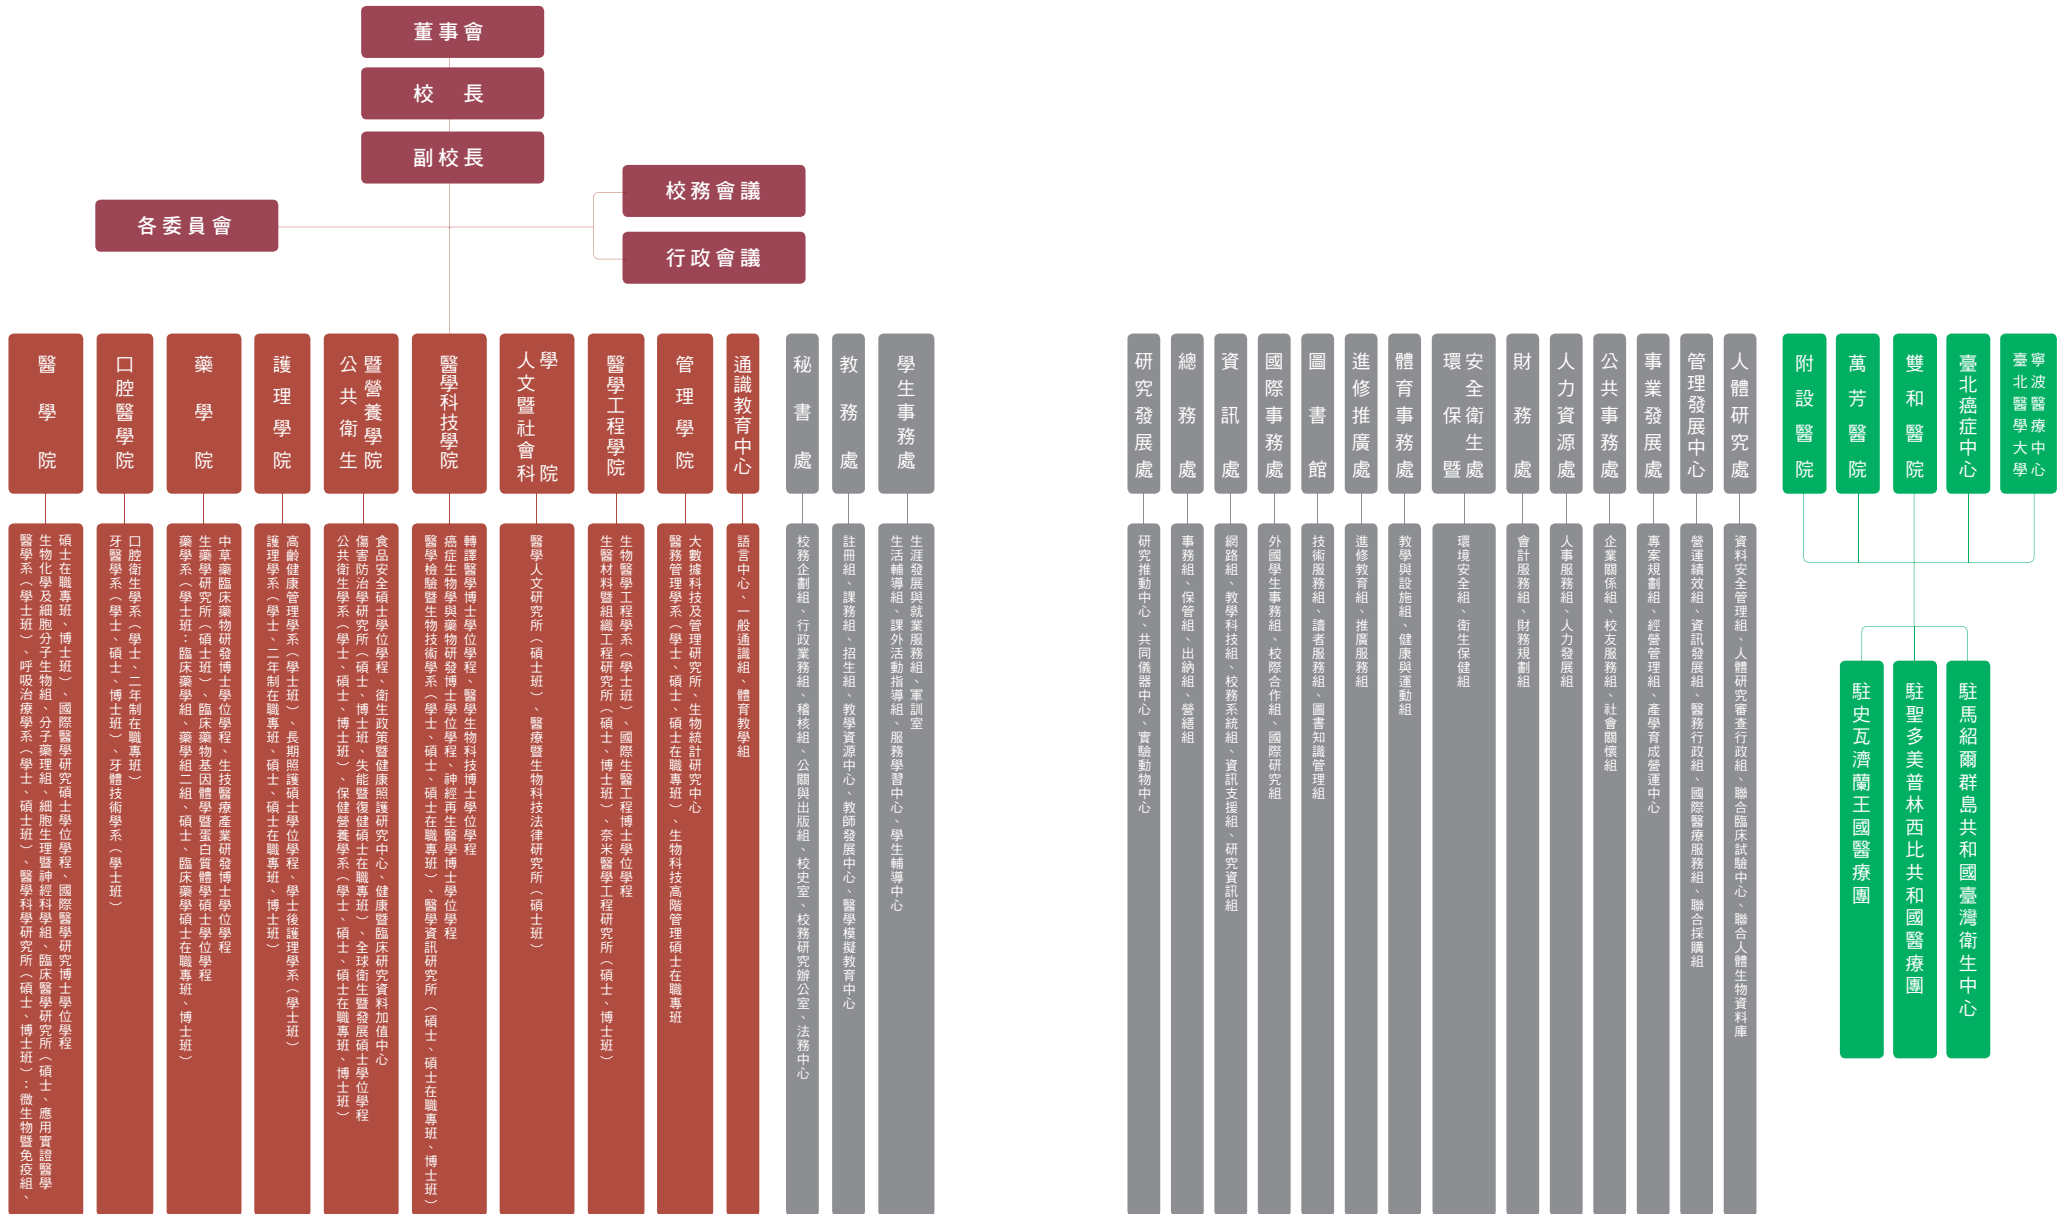 董事會
校 長
副校長
校務會議
各委員會
行政會議
醫學院
口腔醫學院
藥學院
護理學院
公共衛生
暨營養學院
醫學科技學院
人文暨社會科
學院
醫學工程學院
管理學院
通識教育中心
秘書處
教務處
學生事務處
研究發展處
總務處
資訊處
國際事務處
圖書館
進修推廣處
體育事務處
環保暨
安全衛生處
財務處
人力資源處
公共事務處
事業發展處
管理發展中心
人體研究處
附設醫院
萬芳醫院
雙和醫院
臺北癌症中心
臺北醫學大學
寧波醫療中心
醫學系（學士班）、呼吸治療學系（學士、碩士班）、醫學科學研究所（碩士、博士班）：微生物暨免疫組、
生物化學及細胞分子生物組、分子藥理組、細胞生理暨神經科學組、臨床醫學研究所（碩士、應用實證醫學
碩士在職專班、博士班）、國際醫學研究碩士學位學程、國際醫學研究博士學位學程
牙醫學系（學士、碩士、博士班）、牙體技術學系（學士班）
口腔衛生學系（學士、二年制在職專班）
藥學系（學士班：臨床藥學組、藥學組二組、碩士、臨床藥學碩士在職專班、博士班）
生藥學研究所（碩士班）、臨床藥物基因體學暨蛋白質體學碩士學位學程
中草藥臨床藥物研發博士學位學程、生技醫療產業研發博士學位學程
護理學系（學士、二年制在職專班、碩士、碩士在職專班、博士班）
高齡健康管理學系（學士班）、長期照護碩士學位學程、學士後護理學系（學士班）
公共衛生學系（學士、碩士、博士班）、保健營養學系（學士、碩士、碩士在職專班、博士班）
傷害防治學研究所（碩士、博士班、失能暨復健碩士在職專班）、全球衛生暨發展碩士學位學程
食品安全碩士學位學程、衛生政策暨健康照護研究中心、健康暨臨床研究資料加值中心
醫學檢驗暨生物技術學系（學士、碩士、碩士在職專班）、醫學資訊研究所（碩士、碩士在職專班、博士班）
癌症生物學與藥物研發博士學位學程、神經再生醫學博士學位學程
轉譯醫學博士學位學程、醫學生物科技博士學位學程
醫學人文研究所（碩士班）、醫療暨生物科技法律研究所（碩士班）
生醫材料暨組織工程研究所（碩士、博士班）、奈米醫學工程研究所（碩士、博士班）
生物醫學工程學系（學士班）、國際生醫工程博士學位學程
醫務管理學系（學士、碩士、碩士在職專班）、生物科技高階管理碩士在職專班
大數據科技及管理研究所、生物統計研究中心
語言中心、一般通識組、體育教學組
校務企劃組、行政業務組、稽核組、公關與出版組、校史室、校務研究辦公室、法務中心
註冊組、課務組、招生組、教學資源中心、教師發展中心、醫學模擬教育中心
生活輔導組、課外活動指導組、服務學習中心、學生輔導中心
生涯發展與就業服務組、軍訓室
研究推動中心、共同儀器中心、實驗動物中心
事務組、保管組、出納組、營繕組
網路組、教學科技組、校務系統組、資訊支援組、研究資訊組
外國學生事務組、校際合作組、國際研究組
技術服務組、讀者服務組、圖書知識管理組
進修教育組、推廣服務組
教學與設施組、健康與運動組
環境安全組、衛生保健組
會計服務組、財務規劃組
人事服務組、人力發展組
企業關係組、校友服務組、社會關懷組
專案規劃組、經營管理組、產學育成營運中心
營運績效組、資訊發展組、醫務行政組、國際醫療服務組、聯合採購組
資料安全管理組、人體研究審查行政組、聯合臨床試驗中心、聯合人體生物資料庫
駐史瓦濟蘭王國醫療團
駐聖多美普林西比共和國醫療團
駐馬紹爾群島共和國臺灣衛生中心